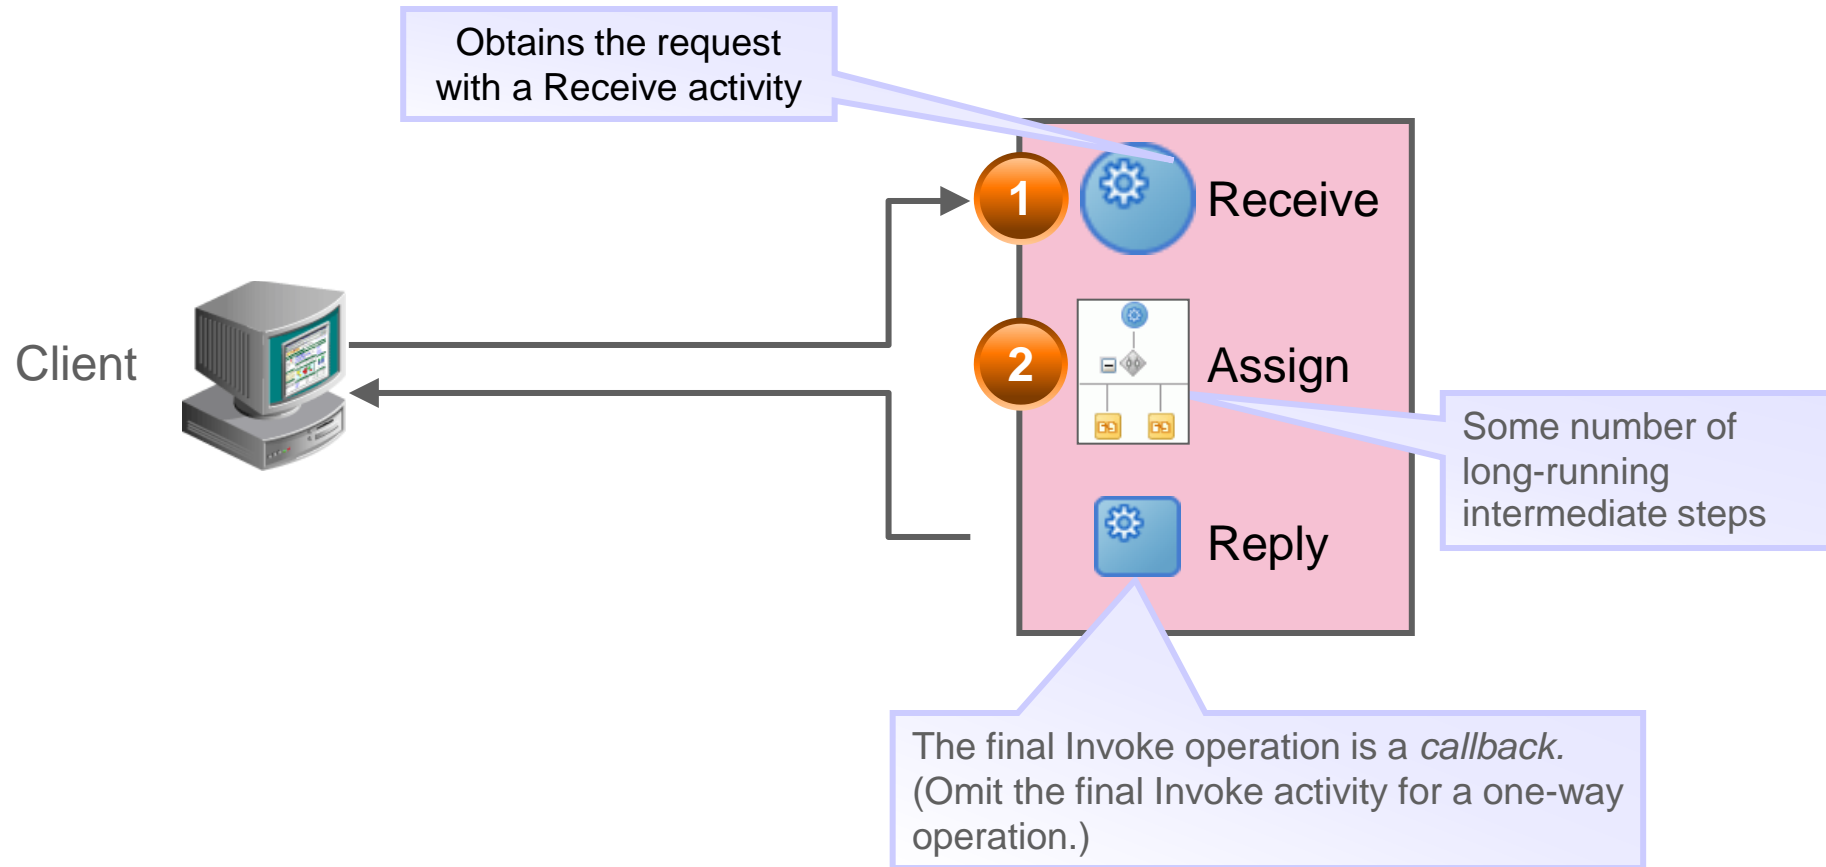 Obtains the request
with a Receive activity
1
Receive
Client
2
Assign
Some number of
long-running
intermediate steps
Reply
The final Invoke operation is a callback.
(Omit the final Invoke activity for a one-way
operation.)